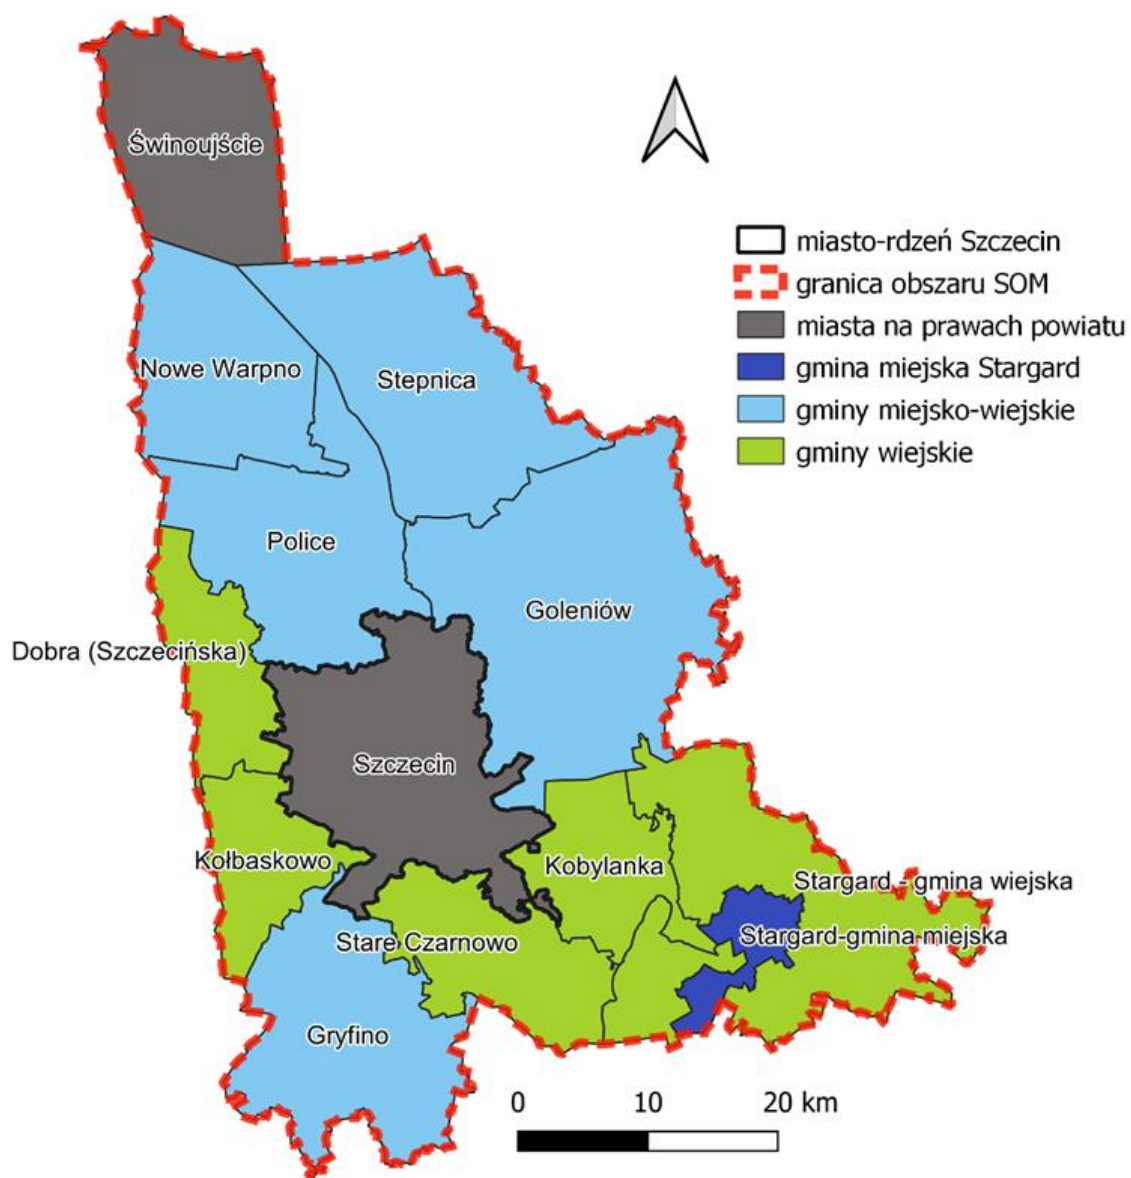 Świnoujście
miasto-rdzeń Szczecin
granica obszaru SOM
miasta na prawach powiatu
gmina miejska Stargard
gminy miejsko-wiejskie
gminy wiejskie
Nowe Warpno
Stepnica
Police
Goleniów
Dobra (Szczecińska)
Szczecin
Kołbaskowo
Kobylanka
Stargard - gmina wiejska
Stargard-gmina miejska
Stare Czarnowo
Gryfino
0 10 20 km